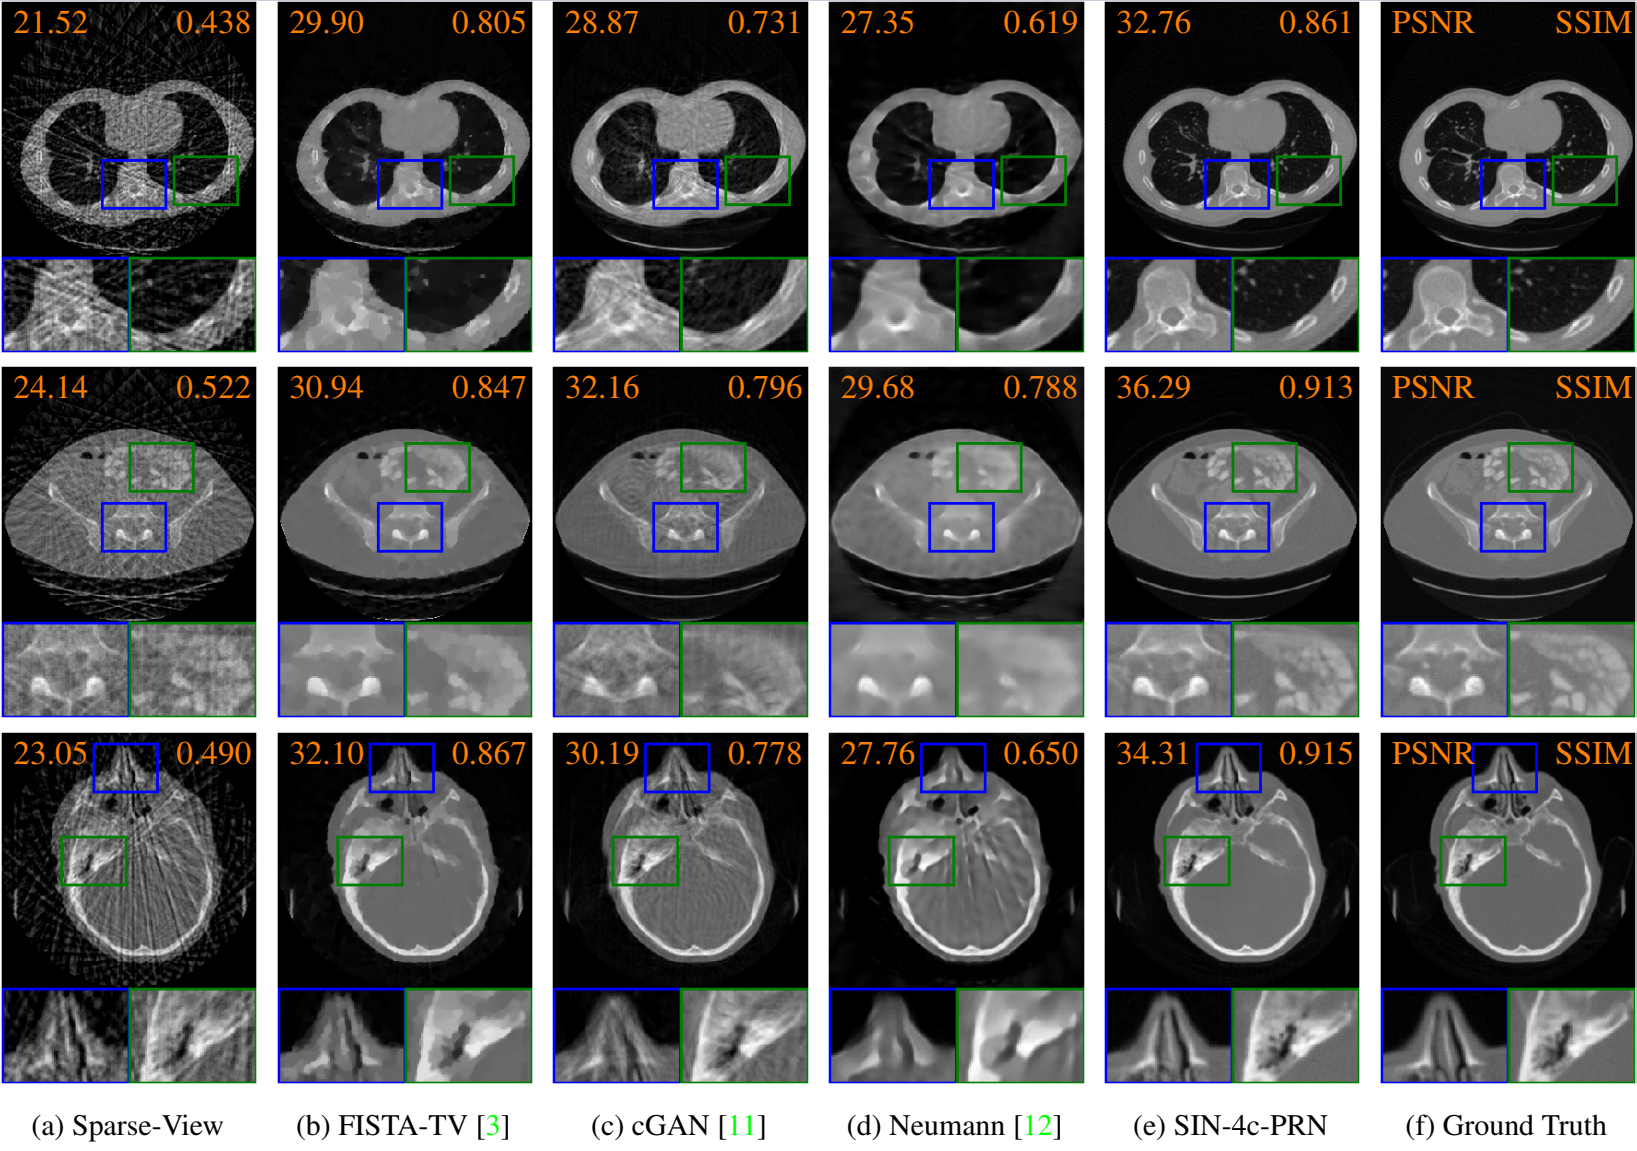 21.52 0.438 29.90 0.805 28.87 0.731 27.35 0.619 32.76 0.861 PSNR SSIM
24.14 0.522 30.94 0.847 32.16 0.796 29.68 0.788 36.29 0.913 PSNR SSIM
23.05 0.490 32.10 0.867 30.19 0.778 27.76 0.650 34.31 0.915 PSNR SSIM
(a) Sparse-View (b) FISTA-TV [3] (c) cGAN [11] (d) Neumann [12] (e) SIN-4c-PRN (f) Ground Truth